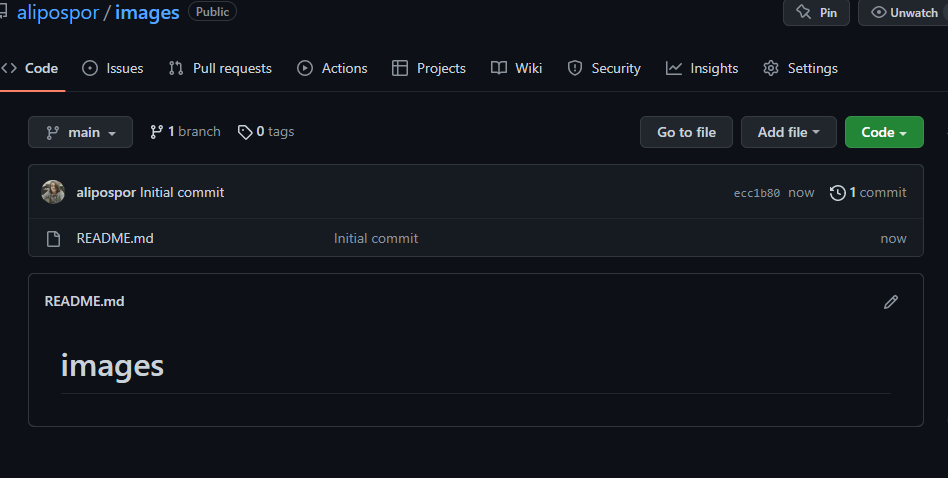 alipospor / images Public Pin Unwatch
Code Issues Pull requests Actions Projects Wiki Security Insights Settings
main 1 branch 0 tags Go to file Add file Code
alipospor Initial commit ecc1b80 now 1 commit
README.md Initial commit now
README.md
images